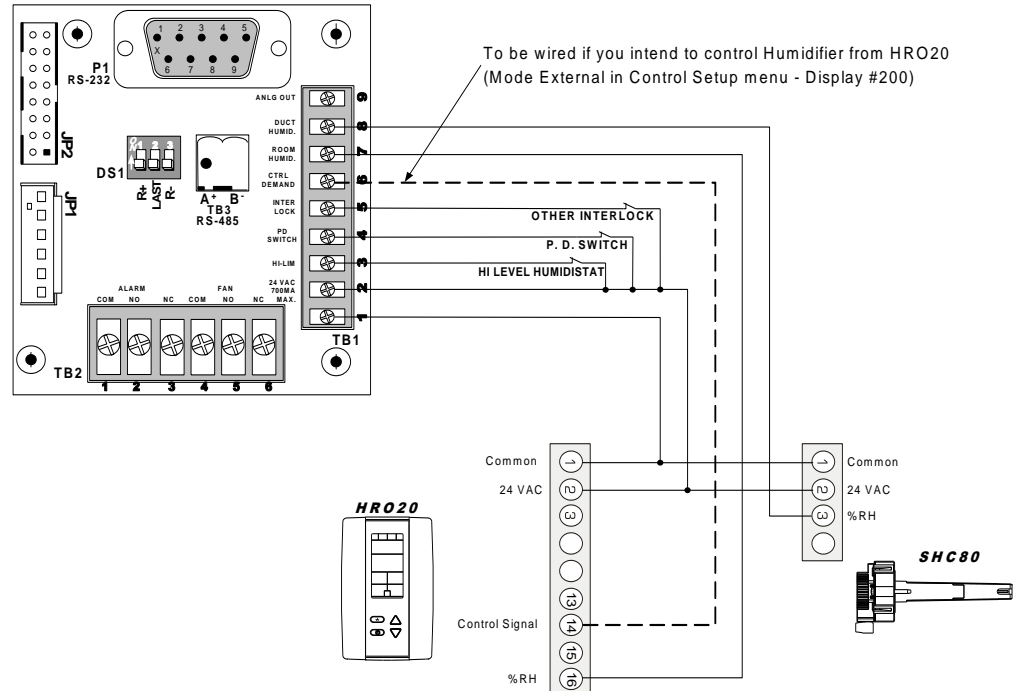 1 2 3 4 5
X
6 7 8 9
P1
RS-232
JP2
JP1
DS1
1 2 3
R+
LAST
R-
A+ B-
TB3
RS-485
ANLG OUT 9
DUCT
HUMID. 8
ROOM
HUMID. 7
CTRL
DEMAND 6
INTER
LOCK 5
PD
SWITCH 4
HI-LIM 3
24 VAC
700MA
MAX. 2
1
TB1
ALARM FAN
COM NO NC COM NO NC
TB2
1 2 3 4 5 6
To be wired if you intend to control Humidifier from HRO20
(Mode External in Control Setup menu - Display #200)
OTHER INTERLOCK
P. D. SWITCH
HI LEVEL HUMIDISTAT
HRO20
Common 1
24 VAC 2
3
13
Control Signal 14
15
%RH 16
1 Common
2 24 VAC
3 %RH
SHC80